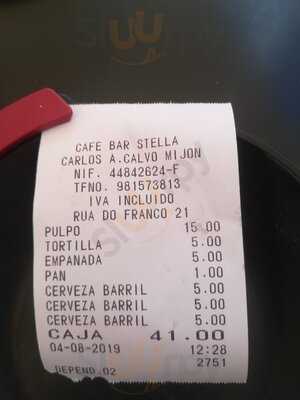 CAFE BAR STELLA
CARLOS A.CALVO MIJON
NIF. 44842624-F
TFNO. 981573813
IVA INCLUIDO
RUA DO FRANCO 21
PULPO 15.00
TORTILLA 5.00
EMPANADA 5.00
PAN 1.00
CERVEZA BARRIL 5.00
CERVEZA BARRIL 5.00
CERVEZA BARRIL 5.00
CAJA 41.00
04-08-2019 12:28
2751
DEPEND.02